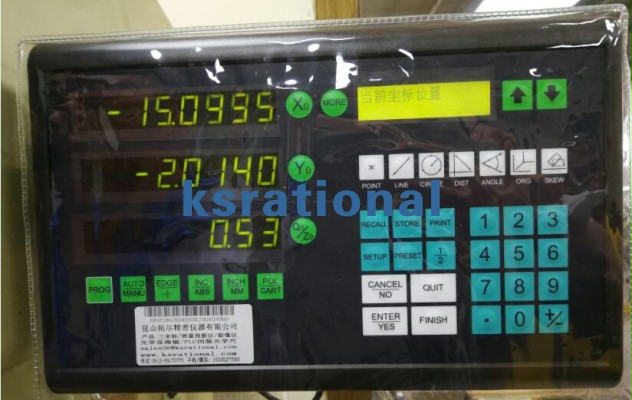 -15.0995 X0 MORE 当前坐标位置
-2.0140 Y0
POINT LINE CIRCLE DIST ANGLE ORG SKEW
ksrational
0.53
RECALL STORE PRINT 1 2 3
SETUP PRESET 1/2 4 5 6
PROG AUTO MANU EDGE + INC ABS INCH MM POL CART
CANCEL NO QUIT 7 8 9
ENTER YES FINISH . 0 +/-
昆山拓尔精密仪器有限公司
www.ksrational.com